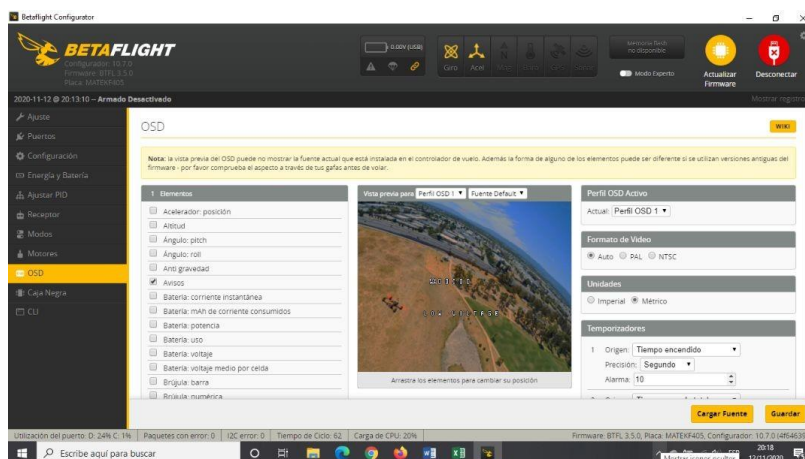 Betaflight Configurator
BETAFLIGHT
Configurador: 10.7.0
Firmware: BTFL 3.5.0
Placa: MATEKF405
0.00V (USB)
Giro
Acel
Memoria flash
no disponible
Modo Experto
Actualizar
Firmware
Desconectar
2020-11-12 @ 20:13:10 -- Armado Desactivado
Mostrar registro
Ajuste
Puertos
Configuración
Energía y Batería
Ajustar PID
Receptor
Modos
Motores
OSD
Caja Negra
CLI
OSD
WIKI
Nota: la vista previa del OSD puede no mostrar la fuente actual que está instalada en el controlador de vuelo. Además la forma de alguno de los elementos puede ser diferente si se utilizan versiones antiguas del
firmware - por favor comprueba el aspecto a través de tus gafas antes de volar.
1 Elementos
Acelerador: posición
Altitud
Ángulo: pitch
Ángulo: roll
Anti gravedad
Avisos
Batería: corriente instantánea
Batería: mAh de corriente consumidos
Batería: potencia
Batería: uso
Batería: voltaje
Batería: voltaje medio por celda
Brújula: barra
Brújula: numérica
Vista previa para Perfil OSD 1 Fuente Default
LOW VOLTAGE
Arrastra los elementos para cambiar su posición
Perfil OSD Activo
Actual: Perfil OSD 1
Formato de Video
Auto PAL NTSC
Unidades
Imperial Métrico
Temporizadores
1 Origen: Tiempo encendido
Precisión: Segundo
Alarma: 10
Cargar Fuente
Guardar
Utilización del puerto: D: 24% C: 1%
Paquetes con error: 0
I2C error: 0
Tiempo de Ciclo: 62
Carga de CPU: 20%
Firmware: BTFL 3.5.0, Placa: MATEKF405, Configurador: 10.7.0 (4f64639
Escribe aquí para buscar
Mostrar iconos ocultos
20:18
12/11/2020